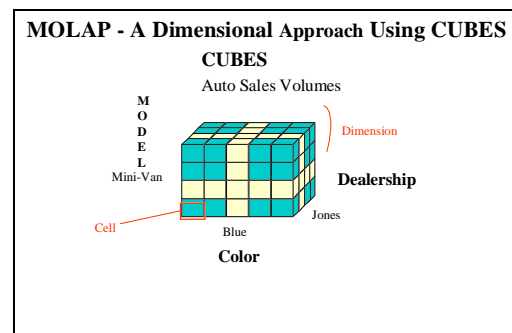 MOLAP - A Dimensional Approach Using CUBES
CUBES
Auto Sales Volumes
M
O
D
E
L
Mini-Van
Dimension
Dealership
Jones
Cell
Blue
Color